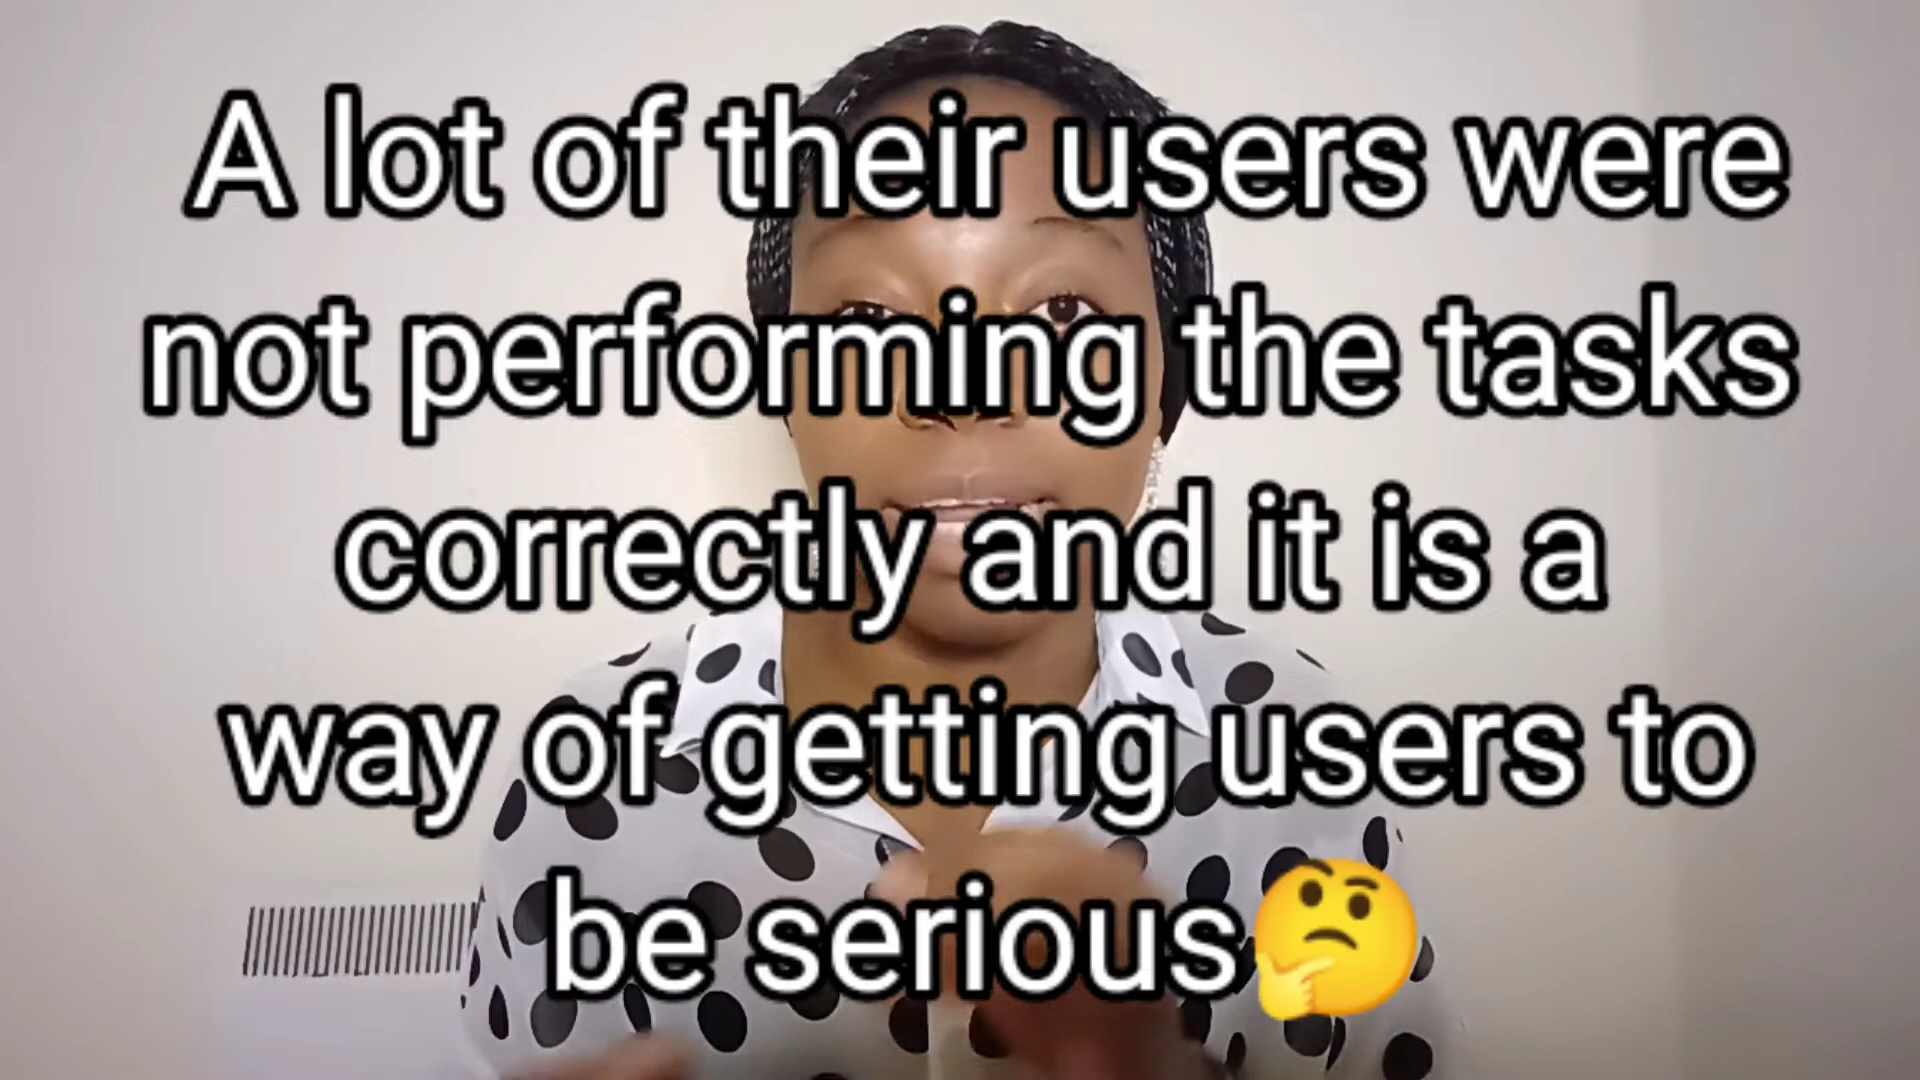 A lot of their users were
not performing the tasks
correctly and it is a
way of getting users to
be serious🤔